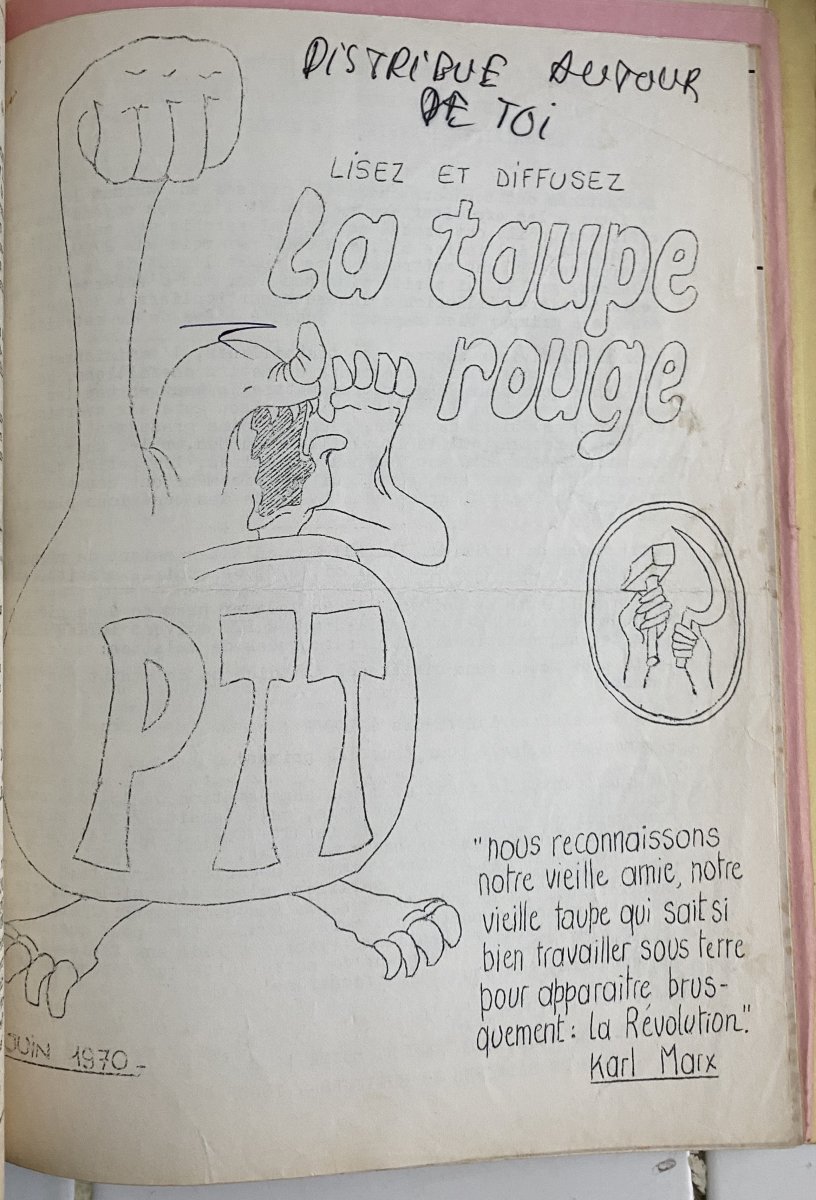 DISTRIBUE AUTOUR
DE TOI
LISEZ ET DIFFUSEZ
la taupe
rouge
PTT
"nous reconnaissons
notre vieille amie, notre
vieille taupe qui sait si
bien travailler sous terre
pour apparaitre brus-
quement: la Révolution".
Karl Marx
JUIN 1970-